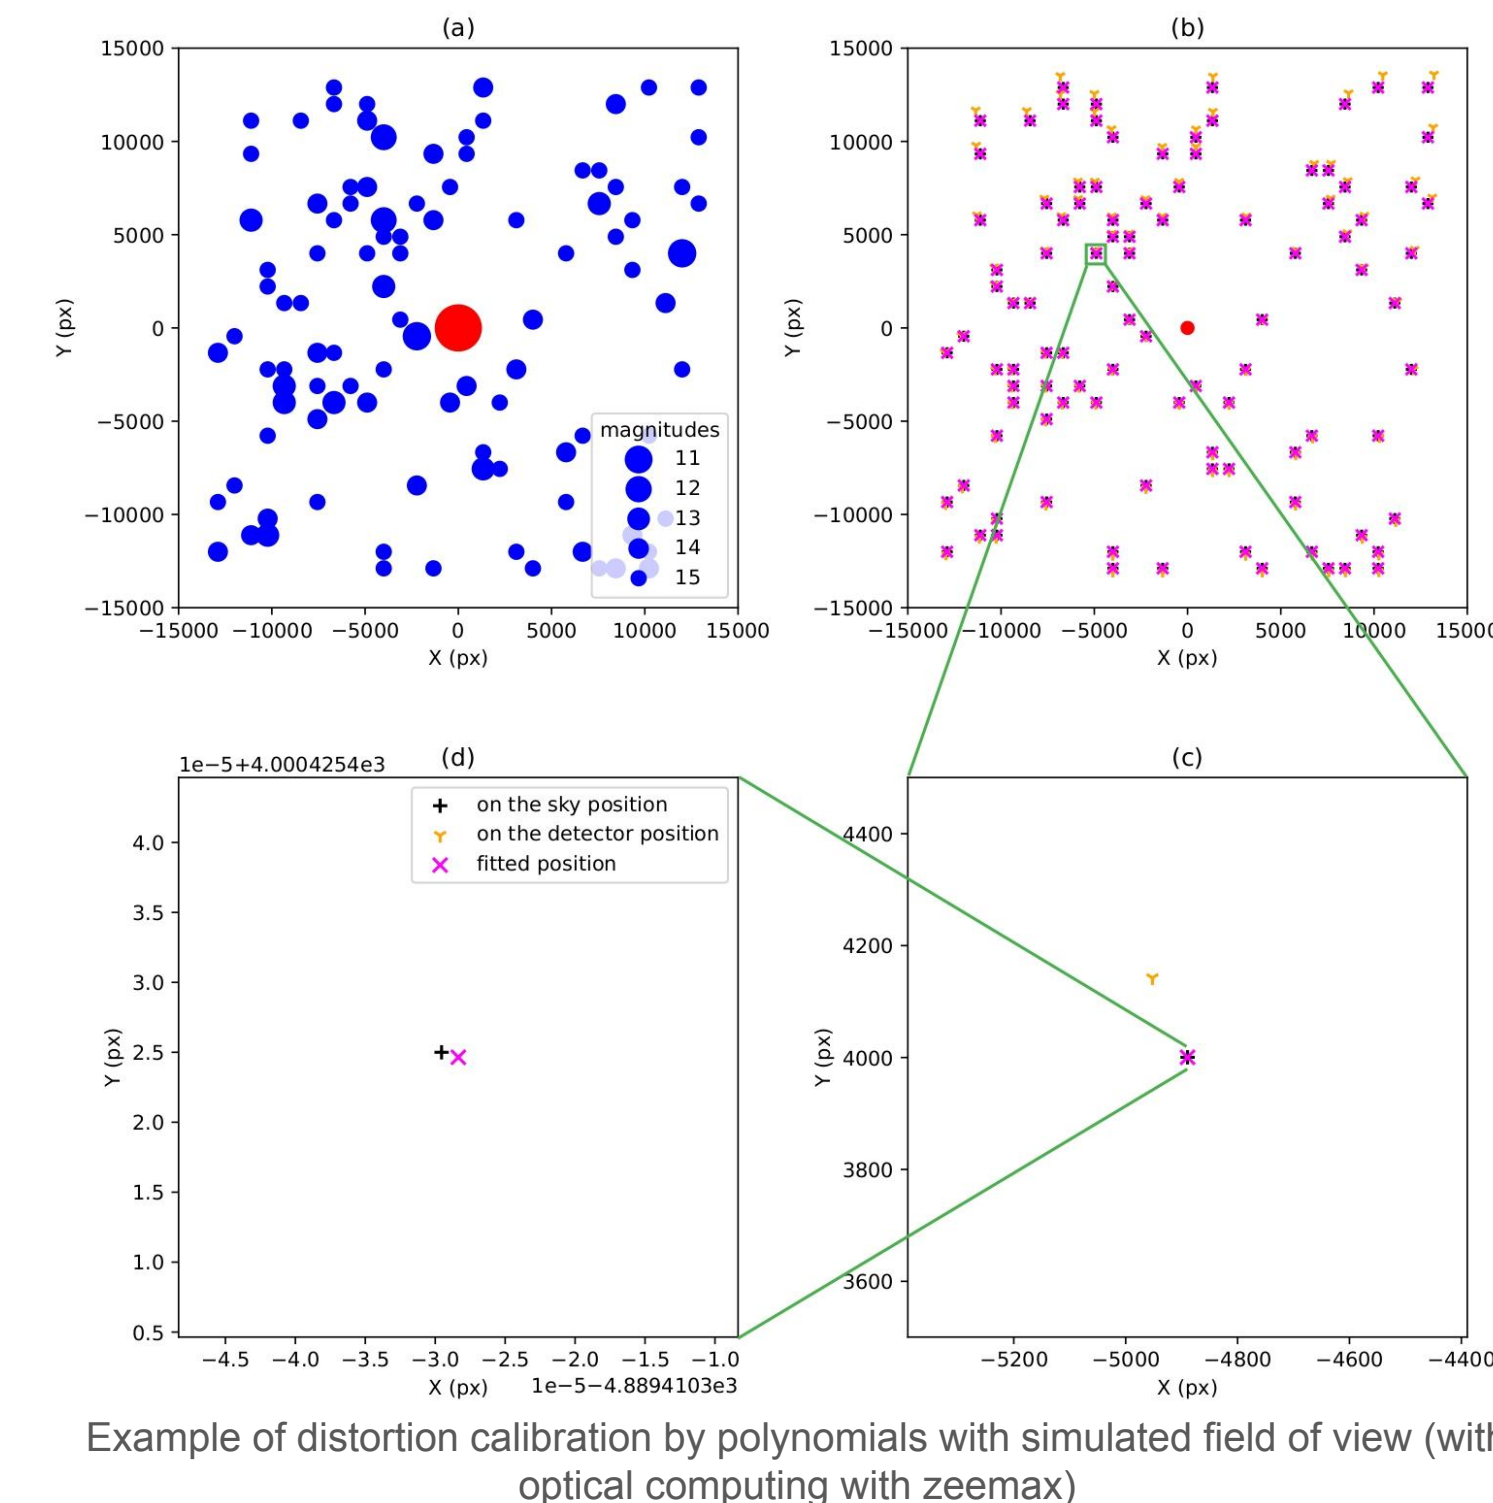 (a)
15000
10000
5000
0
−5000
−10000
−15000
Y (px)
−15000 −10000 −5000 0 5000 10000 15000
X (px)
magnitudes
11
12
13
14
15
(b)
15000
10000
5000
0
−5000
−10000
−15000
Y (px)
−15000 −10000 −5000 0 5000 10000 15000
X (px)
1e−5+4.0004254e3
(d)
4.0
3.5
3.0
2.5
2.0
1.5
1.0
0.5
Y (px)
on the sky position
on the detector position
fitted position
−4.5 −4.0 −3.5 −3.0 −2.5 −2.0 −1.5 −1.0
X (px)
1e−5−4.8894103e3
(c)
4400
4200
4000
3800
3600
Y (px)
−5200 −5000 −4800 −4600 −4400
X (px)
Example of distortion calibration by polynomials with simulated field of view (with
optical computing with zeemax)